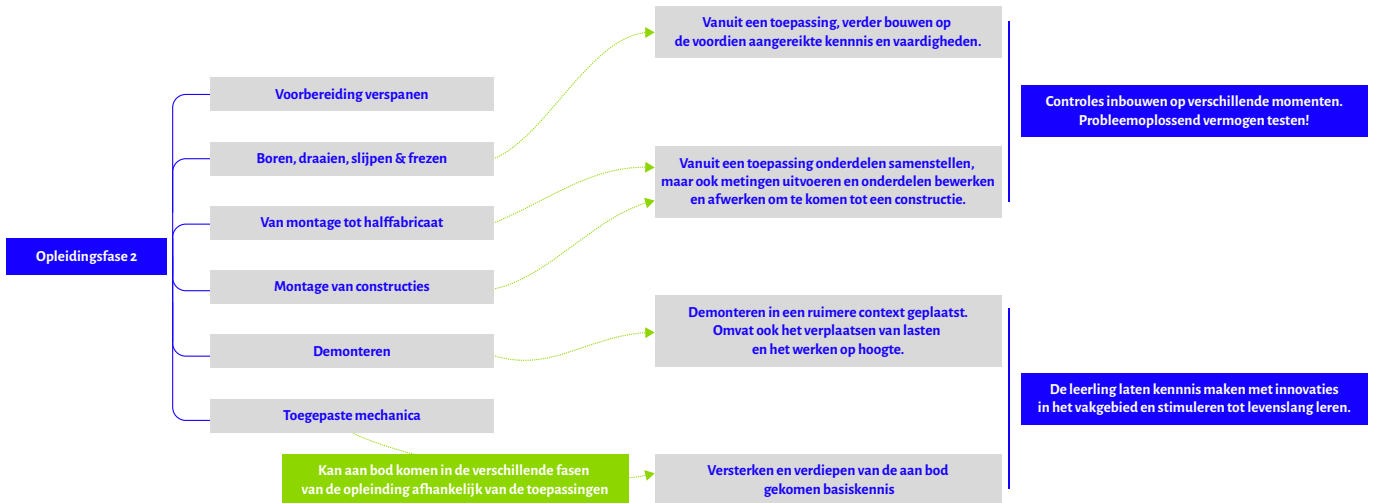 Opleidingsfase 2
Voorbereiding verspanen
Boren, draaien, slijpen & frezen
Van montage tot halffabricaat
Montage van constructies
Demonteren
Toegepaste mechanica
Kan aan bod komen in de verschillende fasen
van de opleinding afhankelijk van de toepassingen
Vanuit een toepassing, verder bouwen op
de voordien aangereikte kennnis en vaardigheden.
Vanuit een toepassing onderdelen samenstellen,
maar ook metingen uitvoeren en onderdelen bewerken
en afwerken om te komen tot een constructie.
Demonteren in een ruimere context geplaatst.
Omvat ook het verplaatsen van lasten
en het werken op hoogte.
Versterken en verdiepen van de aan bod
gekomen basiskennis
Controles inbouwen op verschillende momenten.
Probleemoplossend vermogen testen!
De leerling laten kennnis maken met innovaties
in het vakgebied en stimuleren tot levenslang leren.